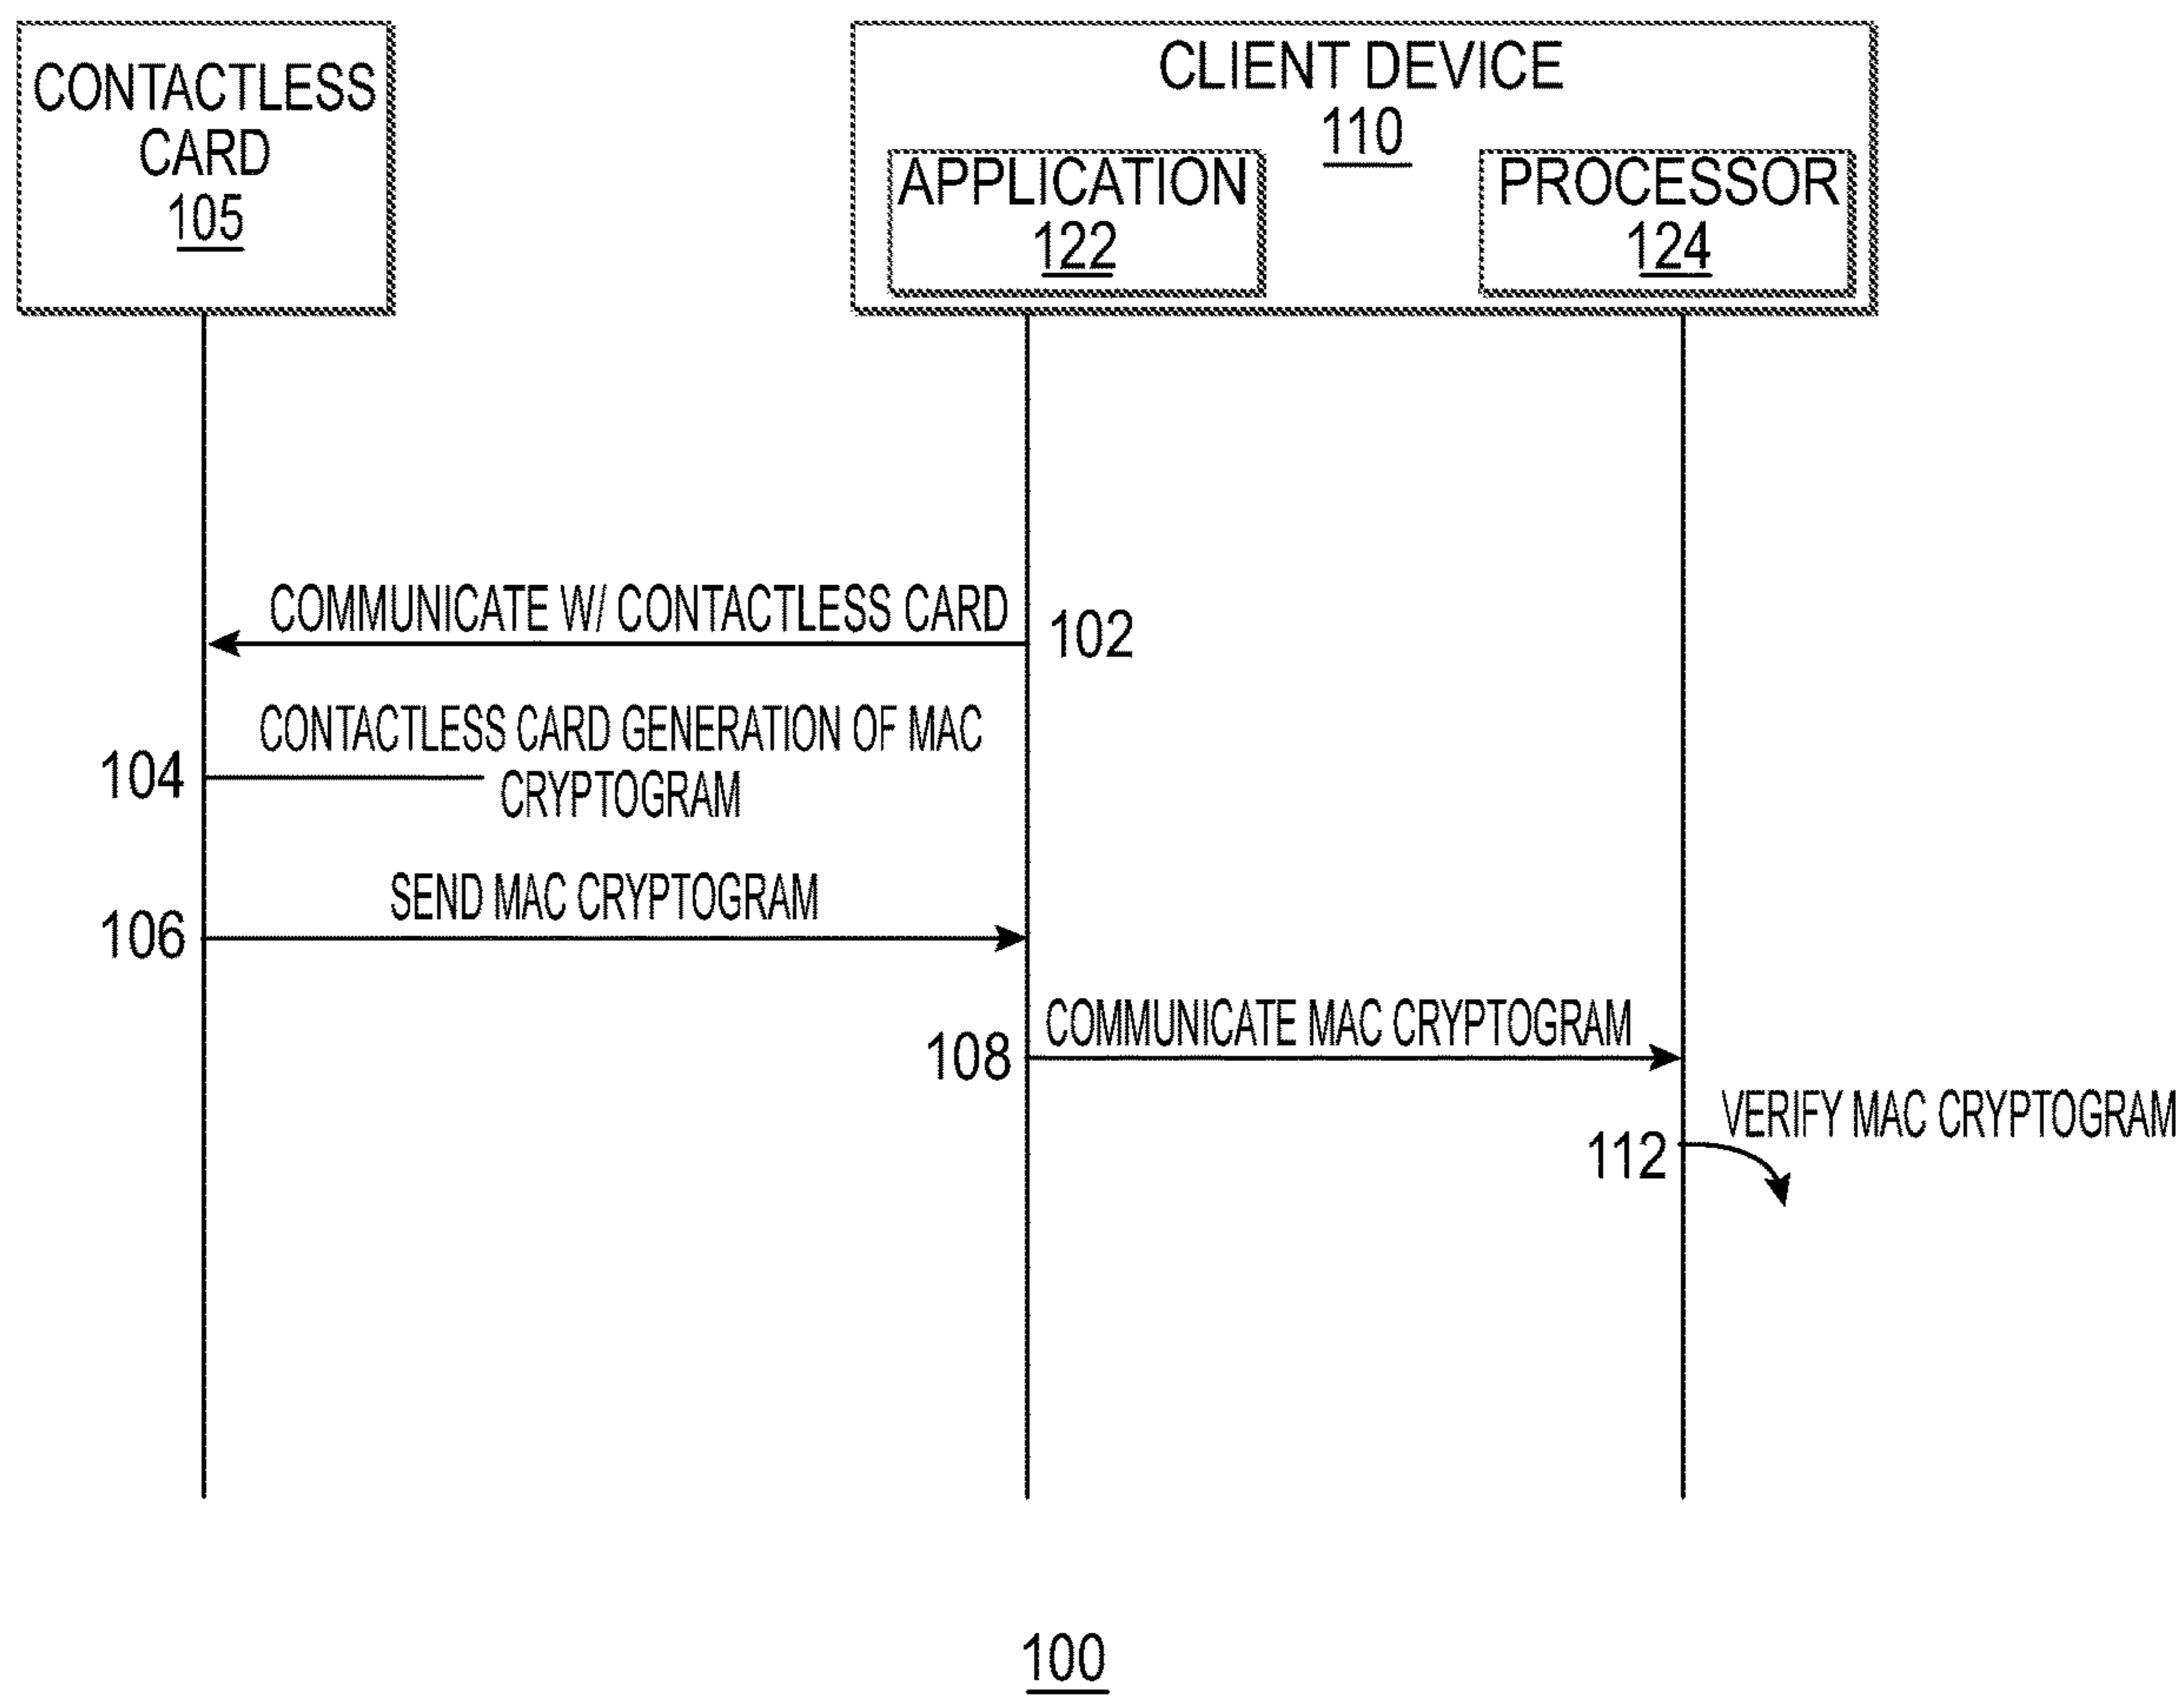 CONTACTLESS
CARD
105
CLIENT DEVICE
110
APPLICATION
122
PROCESSOR
124
COMMUNICATE W/ CONTACTLESS CARD
102
CONTACTLESS CARD GENERATION OF MAC
104
CRYPTOGRAM
SEND MAC CRYPTOGRAM
106
COMMUNICATE MAC CRYPTOGRAM
108
VERIFY MAC CRYPTOGRAM
112
100